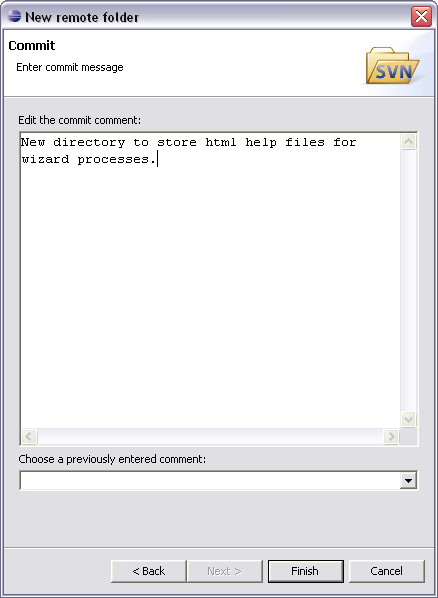 New remote folder
Commit
Enter commit message
SVN
Edit the commit comment:
New directory to store html help files for
wizard processes.
Choose a previously entered comment:
< Back
Next >
Finish
Cancel